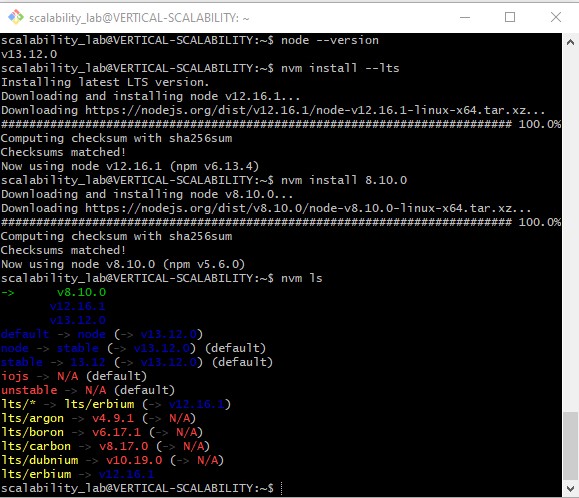 scalability_lab@VERTICAL-SCALABILITY: ~
scalability_lab@VERTICAL-SCALABILITY:~$ node --version
v13.12.0
scalability_lab@VERTICAL-SCALABILITY:~$ nvm install --lts
Installing latest LTS version.
Downloading and installing node v12.16.1...
Downloading https://nodejs.org/dist/v12.16.1/node-v12.16.1-linux-x64.tar.xz...
######################################################################### 100.0%
Computing checksum with sha256sum
Checksums matched!
Now using node v12.16.1 (npm v6.13.4)
scalability_lab@VERTICAL-SCALABILITY:~$ nvm install 8.10.0
Downloading and installing node v8.10.0...
Downloading https://nodejs.org/dist/v8.10.0/node-v8.10.0-linux-x64.tar.xz...
######################################################################### 100.0%
Computing checksum with sha256sum
Checksums matched!
Now using node v8.10.0 (npm v5.6.0)
scalability_lab@VERTICAL-SCALABILITY:~$ nvm ls
->       v8.10.0
        v12.16.1
        v13.12.0
default -> node (-> v13.12.0)
node -> stable (-> v13.12.0) (default)
stable -> 13.12 (-> v13.12.0) (default)
iojs -> N/A (default)
unstable -> N/A (default)
lts/* -> lts/erbium (-> v12.16.1)
lts/argon -> v4.9.1 (-> N/A)
lts/boron -> v6.17.1 (-> N/A)
lts/carbon -> v8.17.0 (-> N/A)
lts/dubnium -> v10.19.0 (-> N/A)
lts/erbium -> v12.16.1
scalability_lab@VERTICAL-SCALABILITY:~$